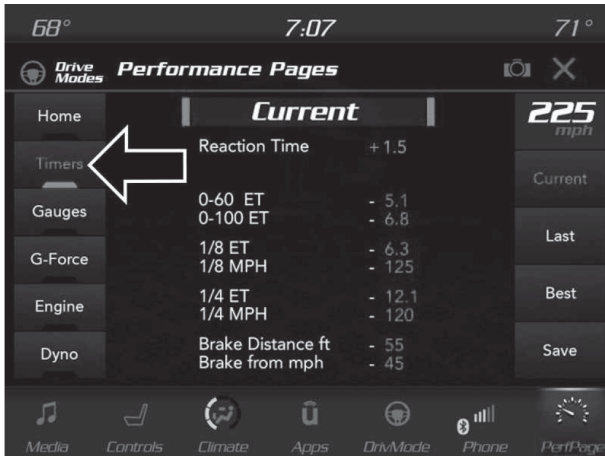 68° 7:07 71°
Drive Modes Performance Pages
Home
Timers
Gauges
G-Force
Engine
Dyno
Current
Reaction Time +1.5
0-60 ET - 5.1
0-100 ET - 6.8
1/8 ET - 6.3
1/8 MPH - 125
1/4 ET - 12.1
1/4 MPH - 120
Brake Distance ft - 55
Brake from mph - 45
225
mph
Current
Last
Best
Save
Media Controls Climate Apps DrivMode Phone PerfPage